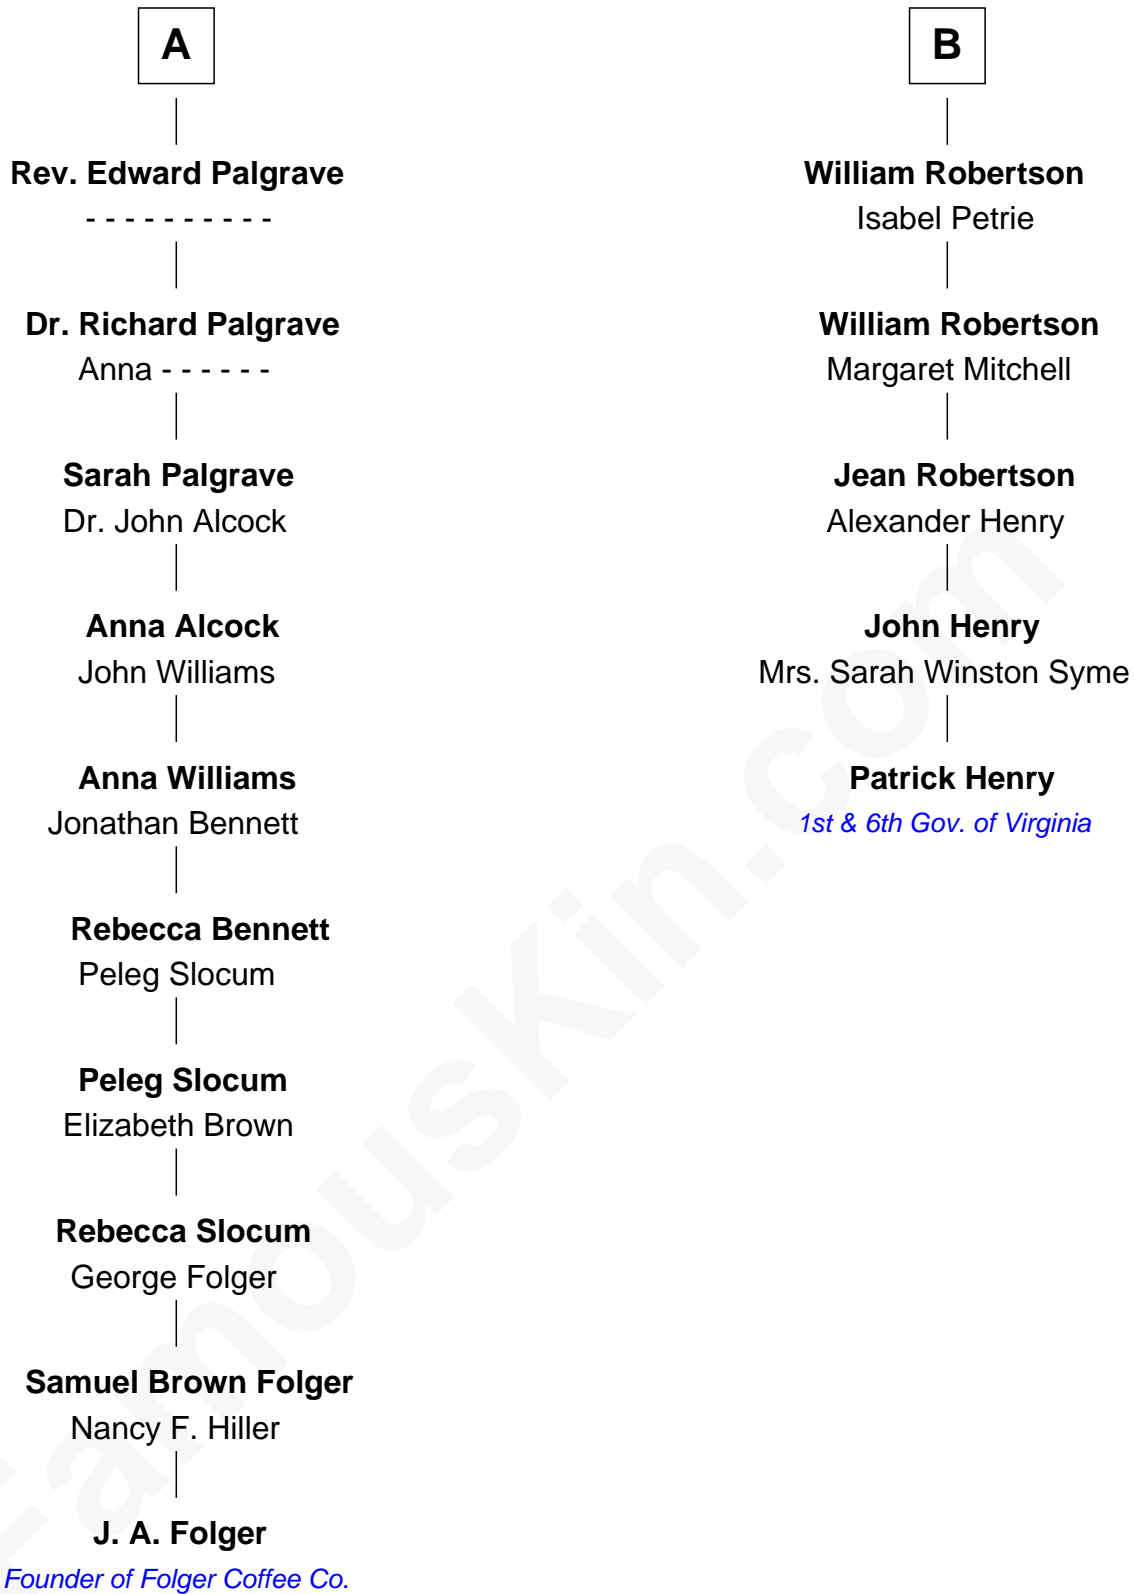 A
Rev. Edward Palgrave
- - - - - - - - - -
Dr. Richard Palgrave
Anna - - - - - -
Sarah Palgrave
Dr. John Alcock
Anna Alcock
John Williams
Anna Williams
Jonathan Bennett
Rebecca Bennett
Peleg Slocum
Peleg Slocum
Elizabeth Brown
Rebecca Slocum
George Folger
Samuel Brown Folger
Nancy F. Hiller
J. A. Folger
Founder of Folger Coffee Co.
B
William Robertson
Isabel Petrie
William Robertson
Margaret Mitchell
Jean Robertson
Alexander Henry
John Henry
Mrs. Sarah Winston Syme
Patrick Henry
1st & 6th Gov. of Virginia
FamousKin.com